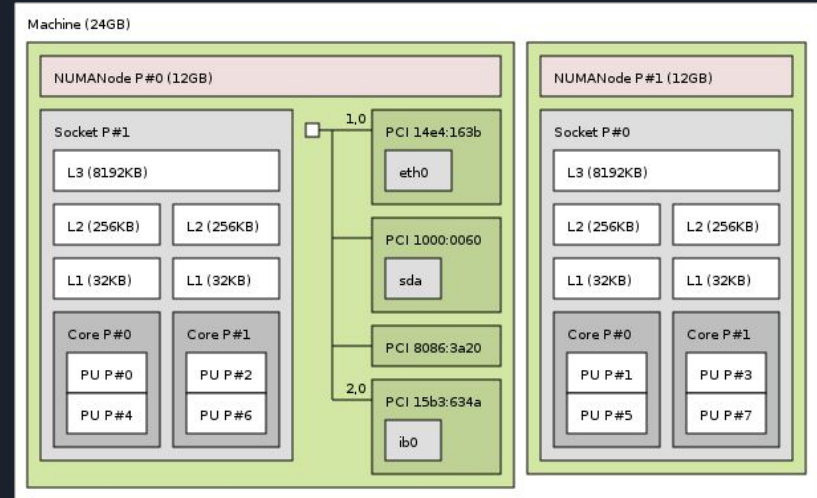 Machine (24GB)
NUMANode P#0 (12GB)
Socket P#1
L3 (8192KB)
L2 (256KB)
L2 (256KB)
L1 (32KB)
L1 (32KB)
Core P#0
PU P#0
PU P#4
Core P#1
PU P#2
PU P#6
1,0
PCI 14e4:163b
eth0
PCI 1000:0060
sda
PCI 8086:3a20
2,0
PCI 15b3:634a
ib0
NUMANode P#1 (12GB)
Socket P#0
L3 (8192KB)
L2 (256KB)
L2 (256KB)
L1 (32KB)
L1 (32KB)
Core P#0
PU P#1
PU P#5
Core P#1
PU P#3
PU P#7